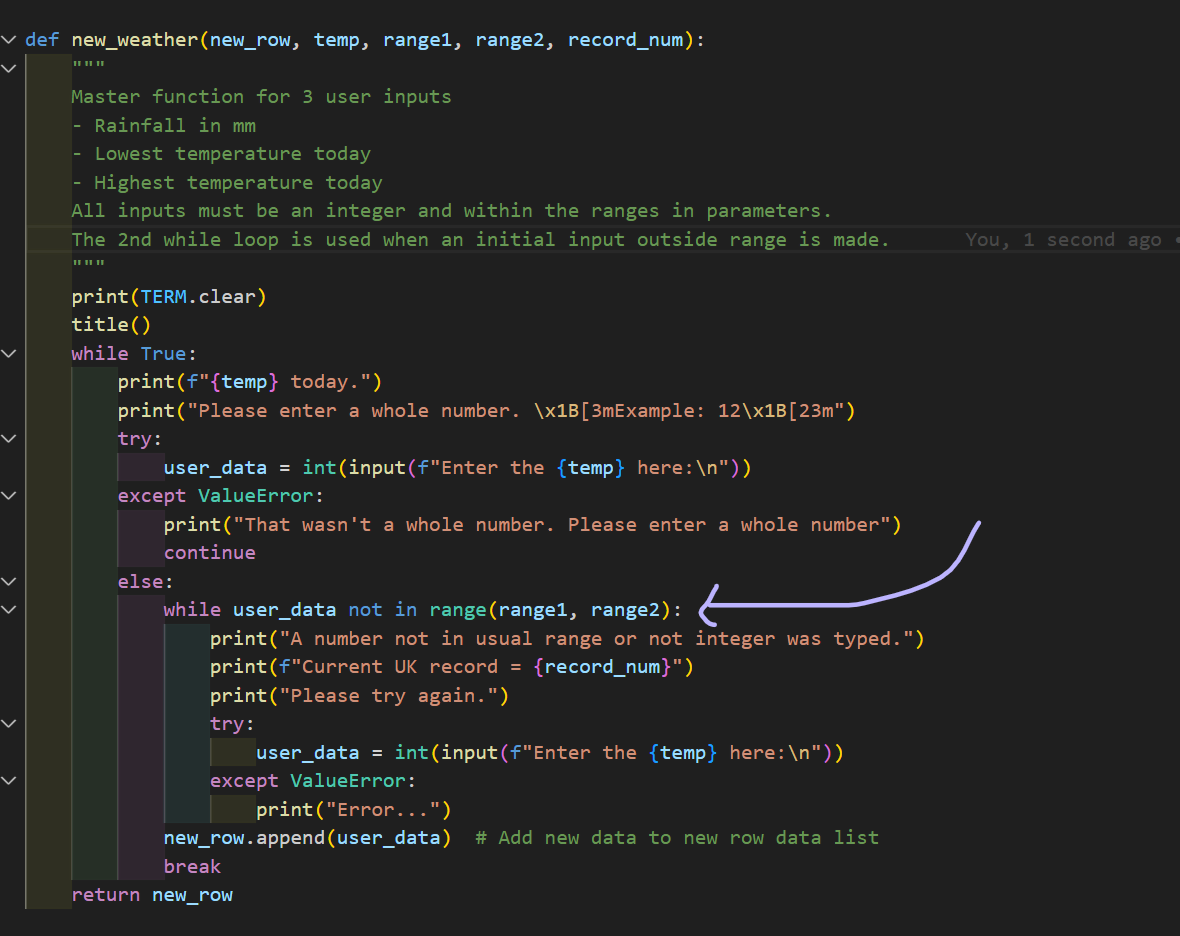 def new_weather(new_row, temp, range1, range2, record_num):
"""
Master function for 3 user inputs
- Rainfall in mm
- Lowest temperature today
- Highest temperature today
All inputs must be an integer and within the ranges in parameters.
The 2nd while loop is used when an initial input outside range is made. You, 1 second ago •
"""
print(TERM.clear)
title()
while True:
print(f"{temp} today.")
print("Please enter a whole number. \x1B[3mExample: 12\x1B[23m")
try:
user_data = int(input(f"Enter the {temp} here:\n"))
except ValueError:
print("That wasn't a whole number. Please enter a whole number")
continue
else:
while user_data not in range(range1, range2):
print("A number not in usual range or not integer was typed.")
print(f"Current UK record = {record_num}")
print("Please try again.")
try:
user_data = int(input(f"Enter the {temp} here:\n"))
except ValueError:
print("Error...")
new_row.append(user_data)  # Add new data to new row data list
break
return new_row